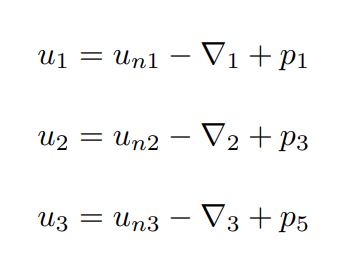 u₁ = uₙ₁ − ∇₁ + p₁
u₂ = uₙ₂ − ∇₂ + p₃
u₃ = uₙ₃ − ∇₃ + p₅